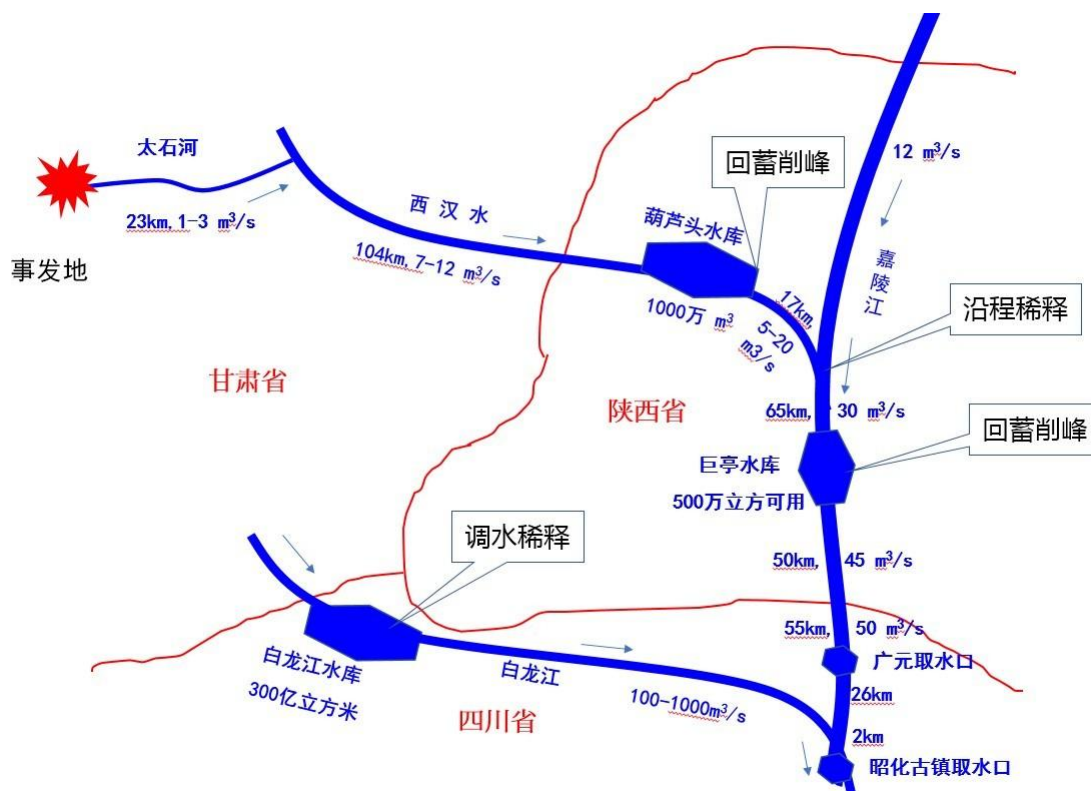 太石河
23km,1-3 m³/s
事发地
西 汉 水
104km,7-12 m³/s
回蓄削峰
葫芦头水库
1000万 m³
17km,
5-20
m3/s
12 m³/s
嘉陵江
沿程稀释
甘肃省
陕西省
65km, 30 m³/s
回蓄削峰
巨亭水库
500万立方可用
调水稀释
50km, 45 m³/s
55km, 50 m³/s
广元取水口
白龙江水库
300亿立方米
白龙江
100-1000m³/s
四川省
26km
2km
昭化古镇取水口